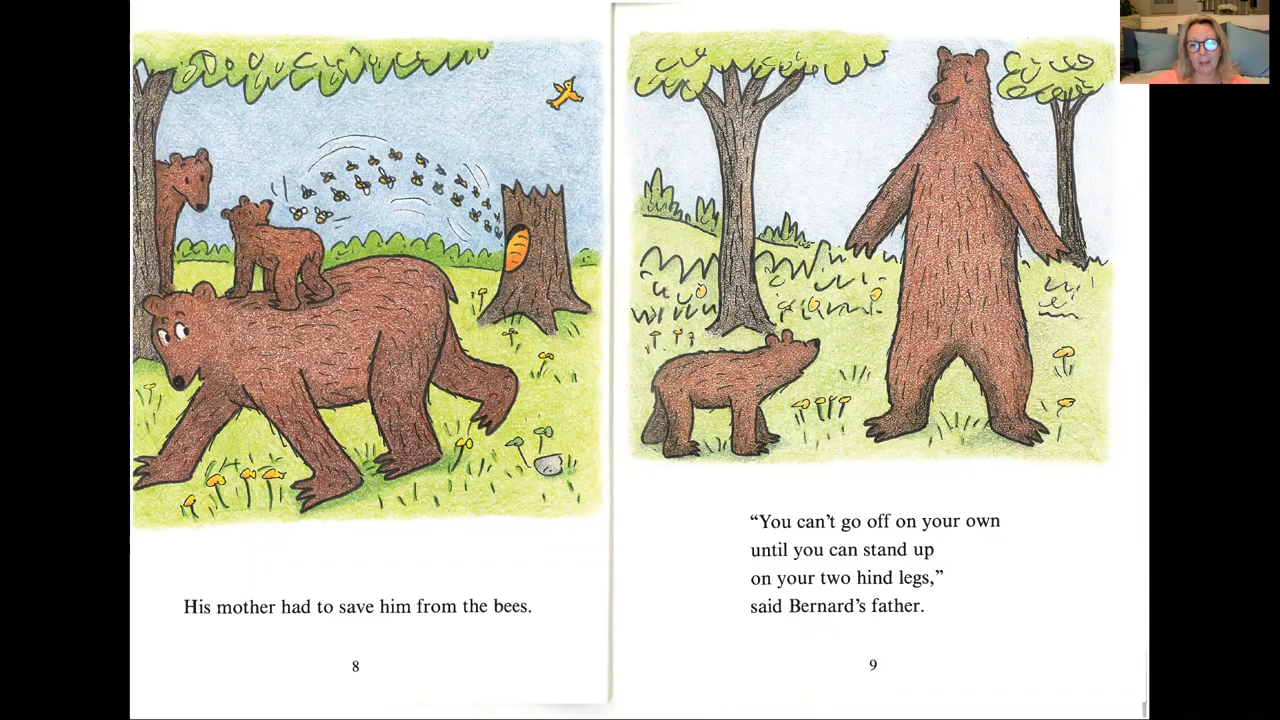 His mother had to save him from the bees.
8
“You can’t go off on your own
until you can stand up
on your two hind legs,”
said Bernard’s father.
9